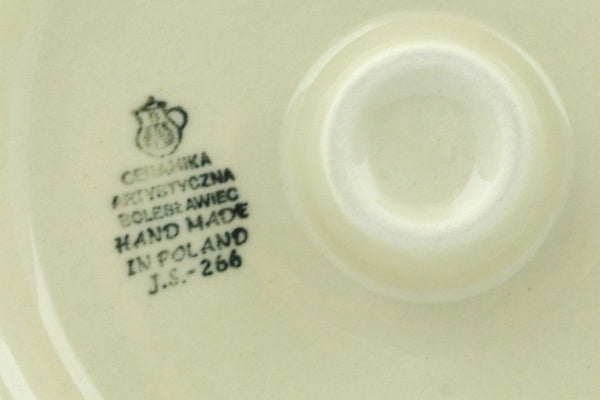 CERAMIKA
ARTYSTYCZNA
BOLESŁAWIEC
HAND MADE
IN POLAND
J.S.-266